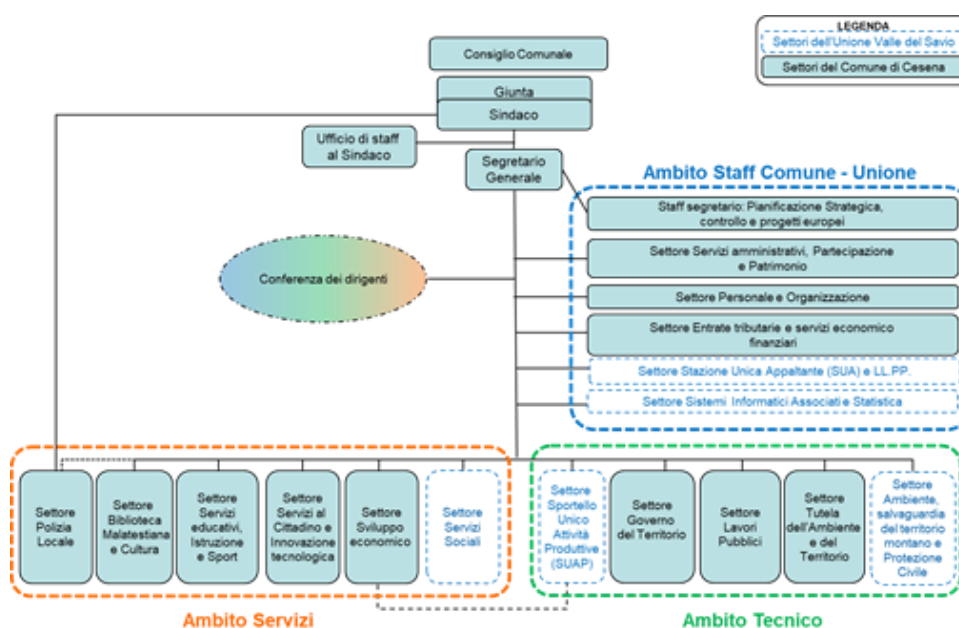 LEGENDA
Settori dell'Unione Valle del Savio
Settori del Comune di Cesena
Consiglio Comunale
Giunta
Sindaco
Ufficio di staff
al Sindaco
Segretario
Generale
Ambito Staff Comune - Unione
Staff segretario: Pianificazione Strategica,
controllo e progetti europei
Settore Servizi amministrativi, Partecipazione
e Patrimonio
Conferenza dei dirigenti
Settore Personale e Organizzazione
Settore Entrate tributarie e servizi economico
finanziari
Settore Stazione Unica Appaltante (SUA) e LL.PP.
Settore Sistemi Informatici Associati e Statistica
Settore
Polizia
Locale
Settore
Biblioteca
Malatestiana
e Cultura
Settore
Servizi
educativi,
Istruzione
e Sport
Settore
Servizi al
Cittadino e
Innovazione
tecnologica
Settore
Sviluppo
economico
Settore
Servizi
Sociali
Settore
Sportello
Unico
Attività
Produttive
(SUAP)
Settore
Governo
del Territorio
Settore
Lavori
Pubblici
Settore
Tutela
dell'Ambiente
e del
Territorio
Settore
Ambiente,
salvaguardia
del territorio
montano e
Protezione
Civile
Ambito Servizi
Ambito Tecnico